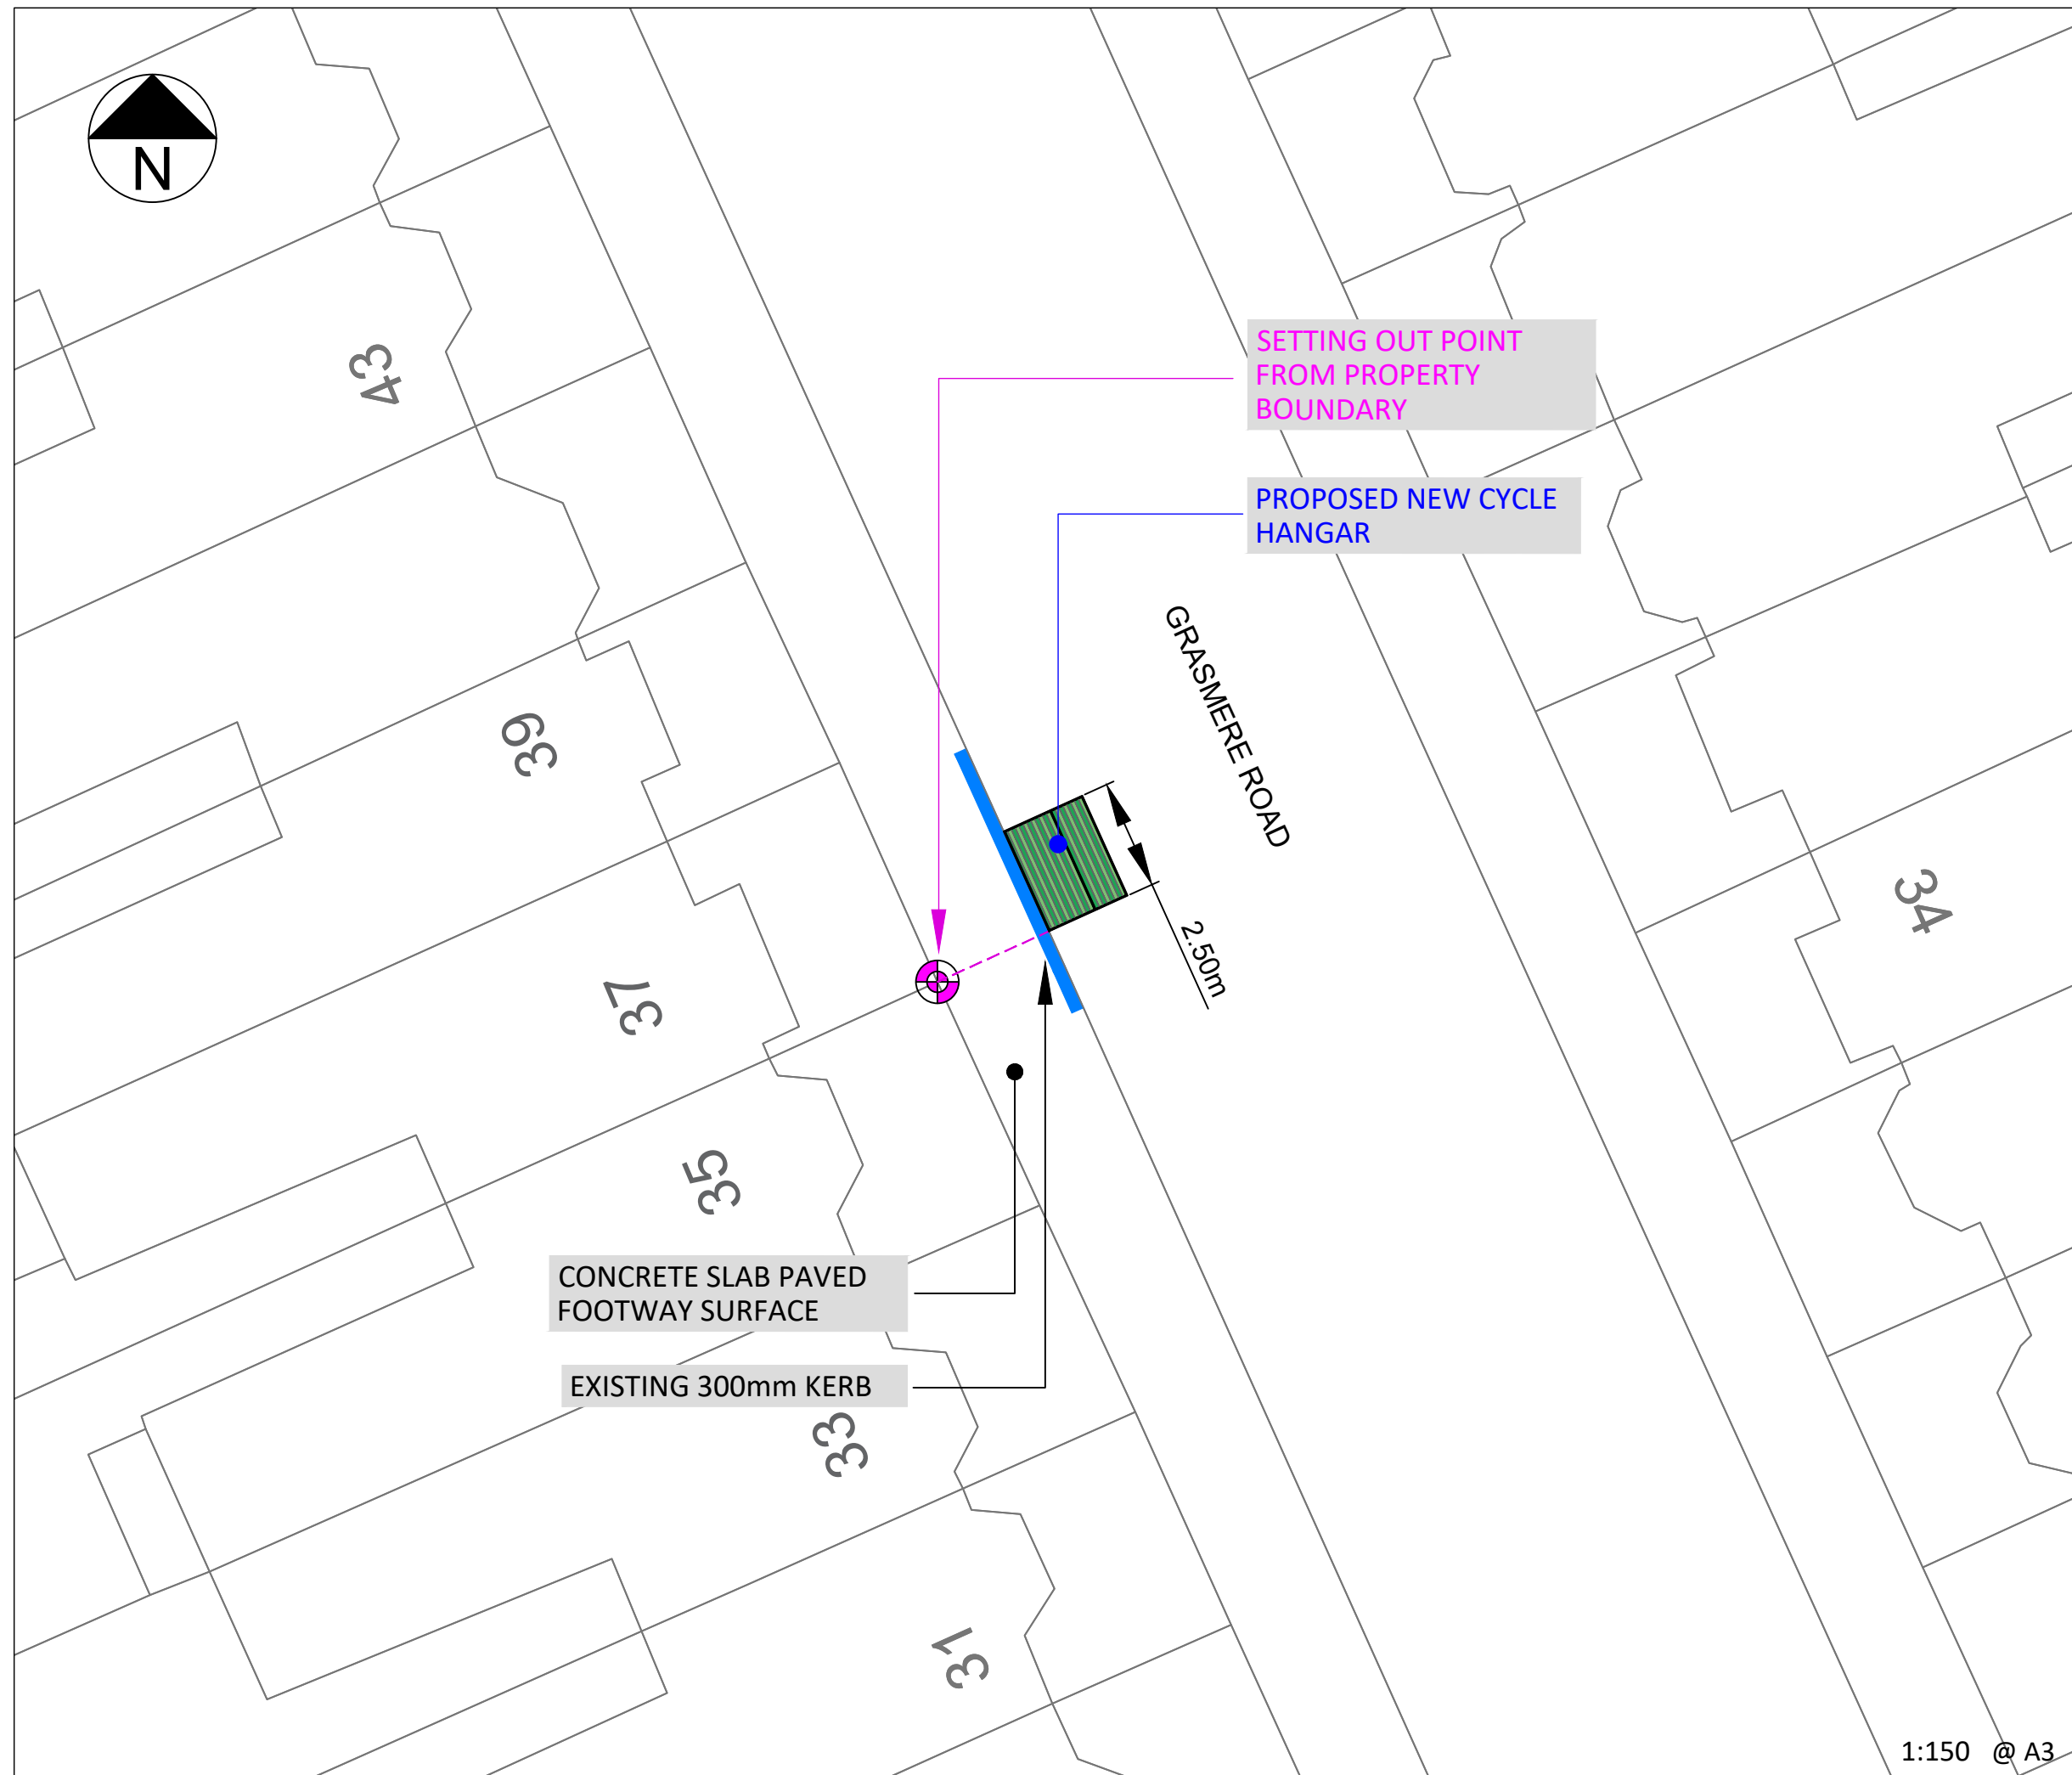 N
SETTING OUT POINT
FROM PROPERTY
BOUNDARY
43
PROPOSED NEW CYCLE
HANGAR
GRASMERE ROAD
39
34
2.50m
37
35
CONCRETE SLAB PAVED
FOOTWAY SURFACE
EXISTING 300mm KERB
33
31
1:150 @ A3